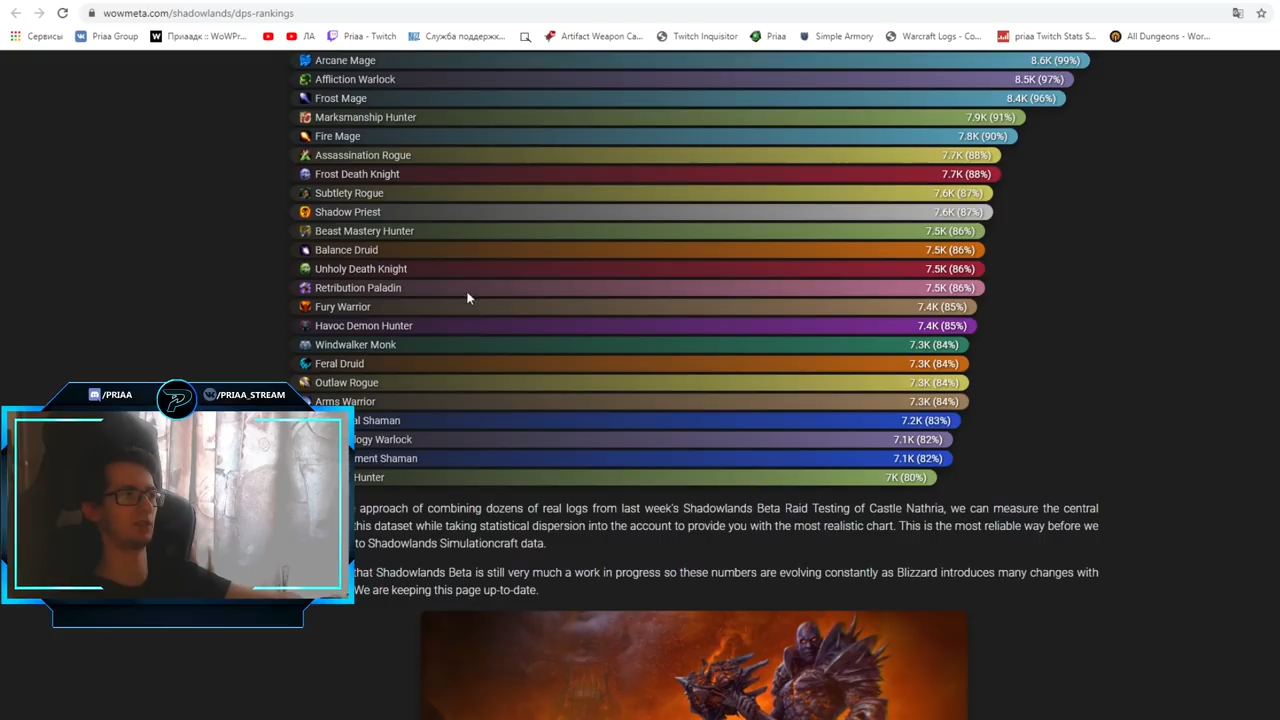 wowmeta.com/shadowlands/dps-rankings
Сервисы Priaa Group Приаадк :: WoWPr... ЛА Priaa - Twitch Служба поддержк... Artifact Weapon Ca... Twitch Inquisitor Priaa Simple Armory Warcraft Logs - Co... priaa Twitch Stats S... All Dungeons - Wor...
Arcane Mage 8.6K (99%)
Affliction Warlock 8.5K (97%)
Frost Mage 8.4K (96%)
Marksmanship Hunter 7.9K (91%)
Fire Mage 7.8K (90%)
Assassination Rogue 7.7K (88%)
Frost Death Knight 7.7K (88%)
Subtlety Rogue 7.6K (87%)
Shadow Priest 7.6K (87%)
Beast Mastery Hunter 7.5K (86%)
Balance Druid 7.5K (86%)
Unholy Death Knight 7.5K (86%)
Retribution Paladin 7.5K (86%)
Fury Warrior 7.4K (85%)
Havoc Demon Hunter 7.4K (85%)
Windwalker Monk 7.3K (84%)
Feral Druid 7.3K (84%)
Outlaw Rogue 7.3K (84%)
/PRIAA /PRIAA_STREAM
Arms Warrior 7.3K (84%)
al Shaman 7.2K (83%)
logy Warlock 7.1K (82%)
ment Shaman 7.1K (82%)
Hunter 7K (80%)
approach of combining dozens of real logs from last week's Shadowlands Beta Raid Testing of Castle Nathria, we can measure the central
this dataset while taking statistical dispersion into the account to provide you with the most realistic chart. This is the most reliable way before we
to Shadowlands Simulationcraft data.
that Shadowlands Beta is still very much a work in progress so these numbers are evolving constantly as Blizzard introduces many changes with
We are keeping this page up-to-date.